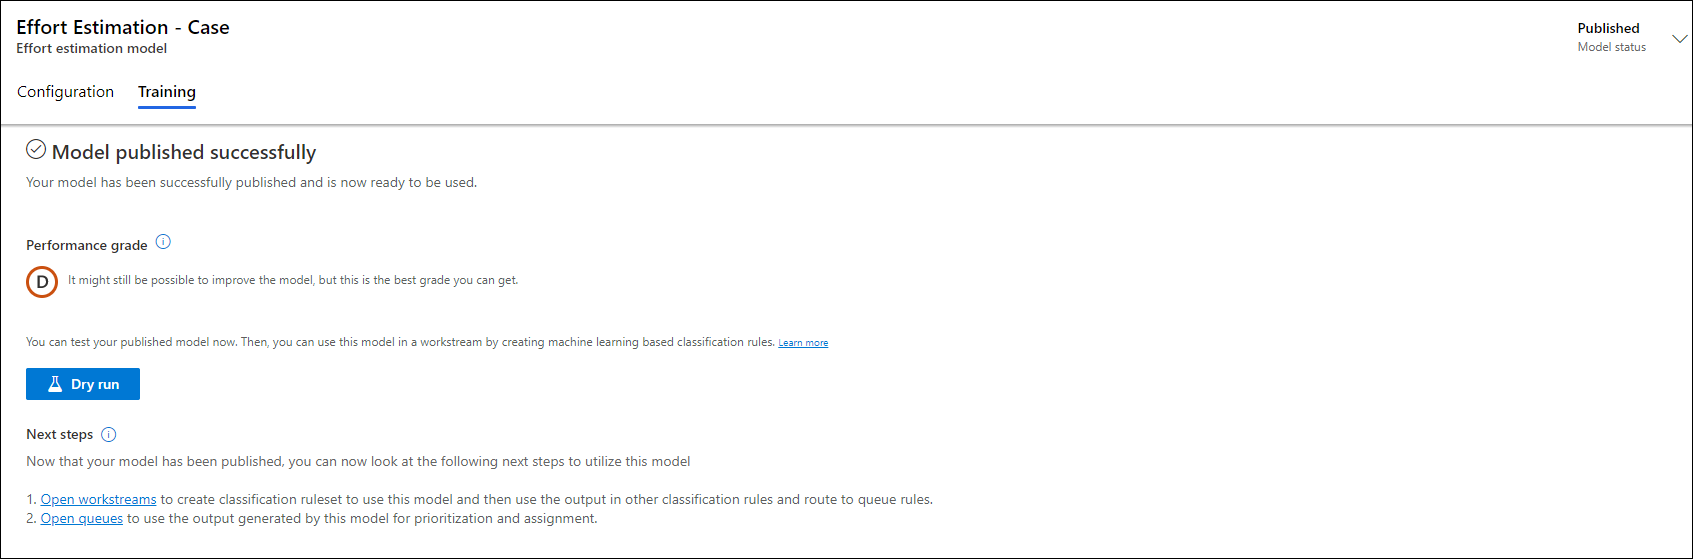 Effort Estimation - Case
Effort estimation model
Published
Model status
Configuration
Training
Model published successfully
Your model has been successfully published and is now ready to be used.
Performance grade
D
It might still be possible to improve the model, but this is the best grade you can get.
You can test your published model now. Then, you can use this model in a workstream by creating machine learning based classification rules. Learn more
Dry run
Next steps
Now that your model has been published, you can now look at the following next steps to utilize this model
1. Open workstreams to create classification ruleset to use this model and then use the output in other classification rules and route to queue rules.
2. Open queues to use the output generated by this model for prioritization and assignment.